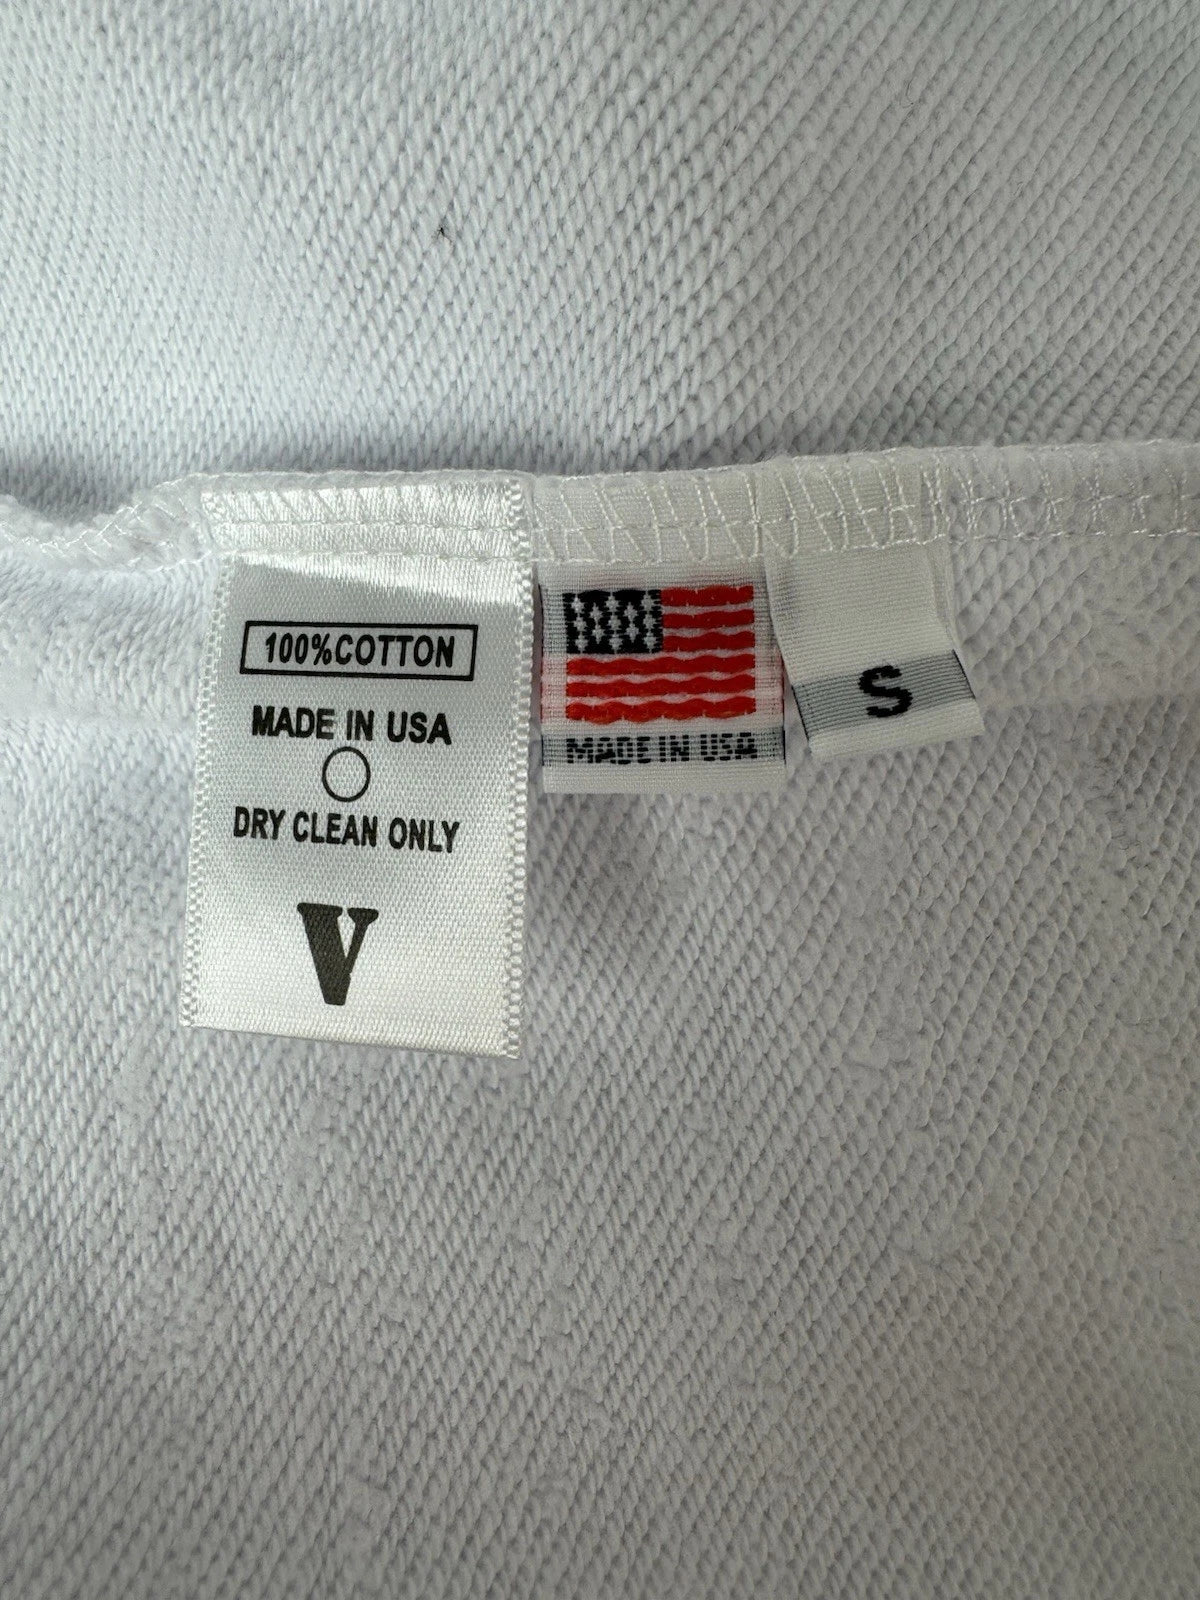 100%COTTON
MADE IN USA
DRY CLEAN ONLY
V
MADE IN USA
S